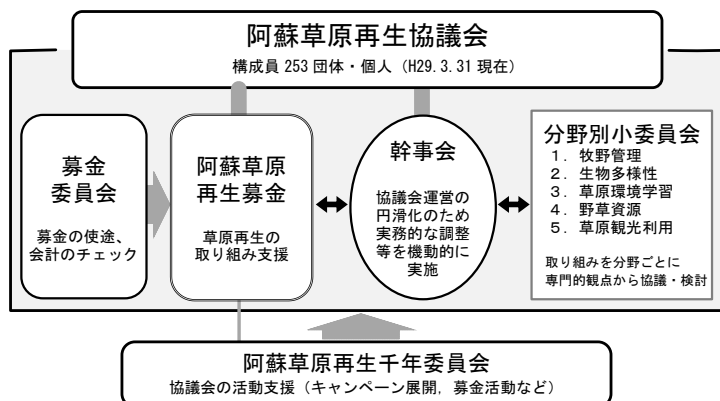 阿蘇草原再生協議会
構成員 253 団体・個人（H29.3.31 現在）
募金
委員会
募金の使途、
会計のチェック
阿蘇草原
再生募金
草原再生の
取り組み支援
幹事会
協議会運営の
円滑化のため
実務的な調整
等を機動的に
実施
分野別小委員会
1. 牧野管理
2. 生物多様性
3. 草原環境学習
4. 野草資源
5. 草原観光利用
取り組みを分野ごとに
専門的観点から協議・検討
阿蘇草原再生千年委員会
協議会の活動支援（キャンペーン展開，募金活動など）